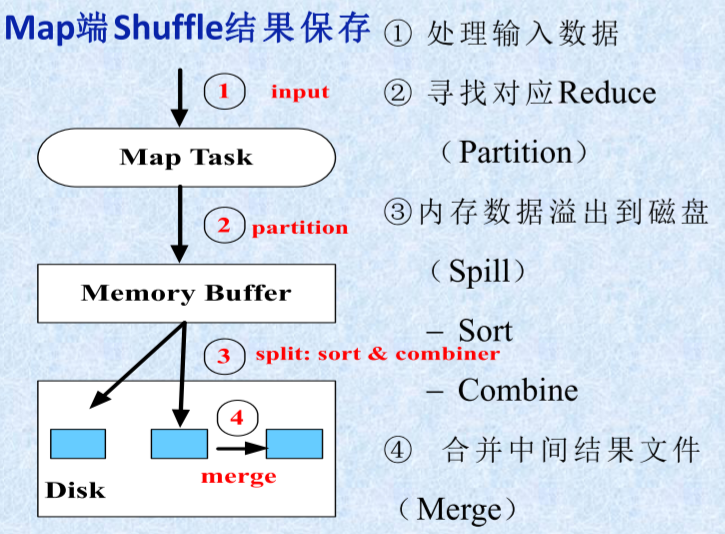 Map端Shuffle结果保存
1 input
Map Task
2 partition
Memory Buffer
3 split: sort & combiner
4
merge
Disk
① 处理输入数据
② 寻找对应Reduce
（Partition）
③内存数据溢出到磁盘
（Spill）
– Sort
– Combine
④ 合并中间结果文件
（Merge）